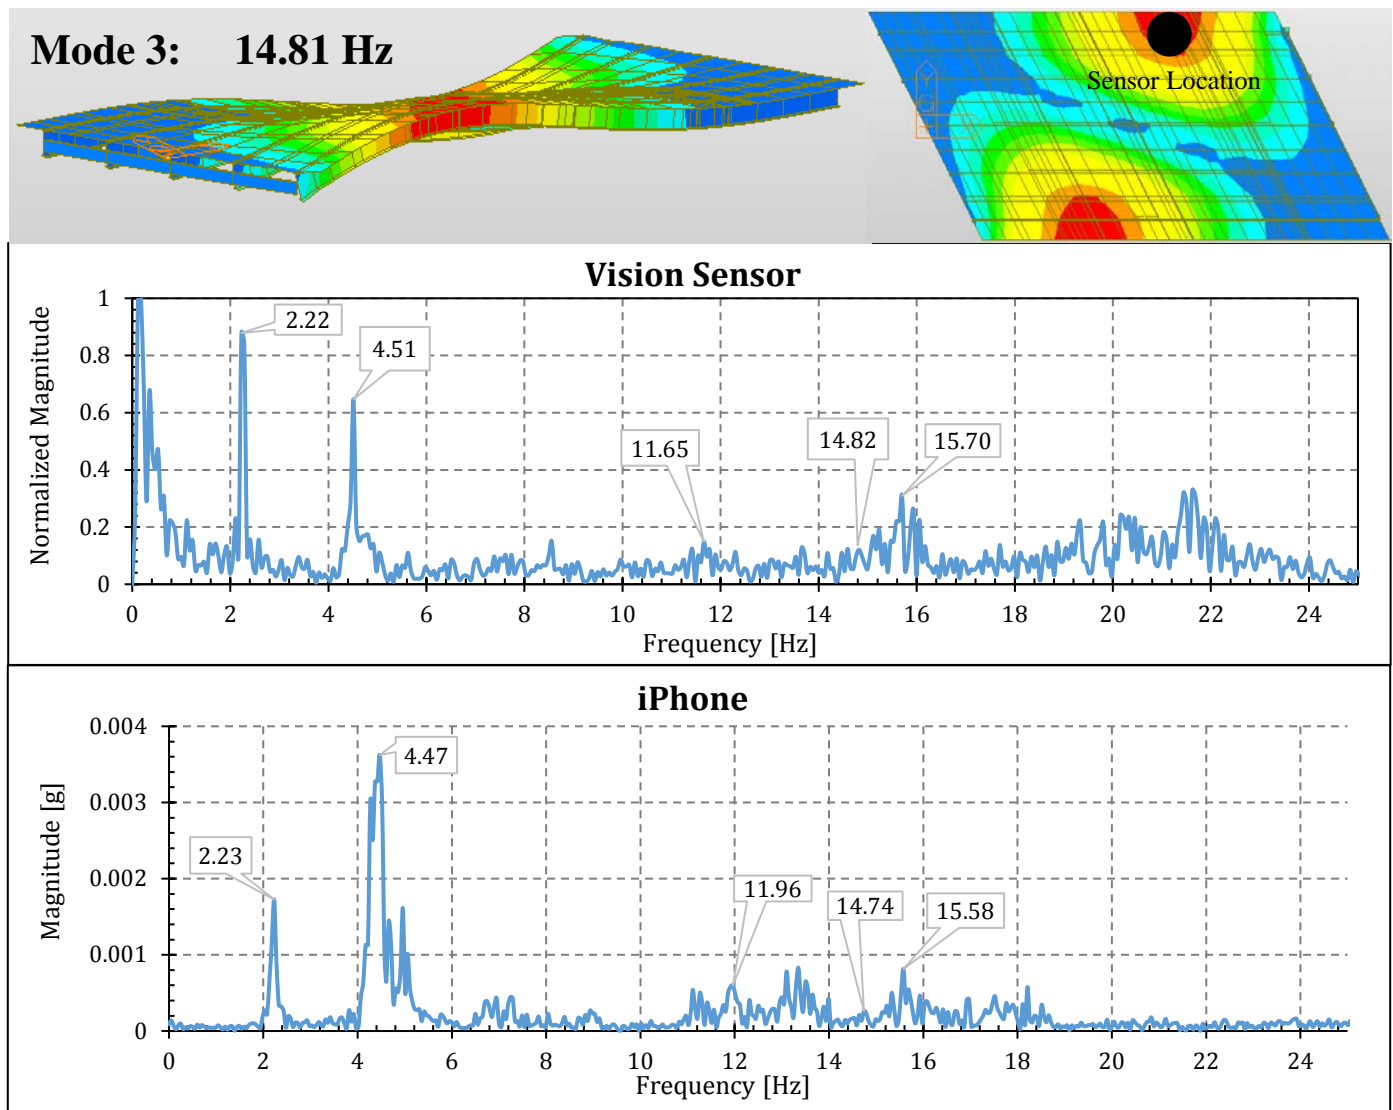 Mode 3: 14.81 Hz
Sensor Location
Vision Sensor
Normalized Magnitude
1
0.8
0.6
0.4
0.2
0
2.22
4.51
11.65
14.82
15.70
0 2 4 6 8 10 12 14 16 18 20 22 24
Frequency [Hz]
iPhone
Magnitude [g]
0.004
0.003
0.002
0.001
0
4.47
2.23
11.96
14.74
15.58
0 2 4 6 8 10 12 14 16 18 20 22 24
Frequency [Hz]